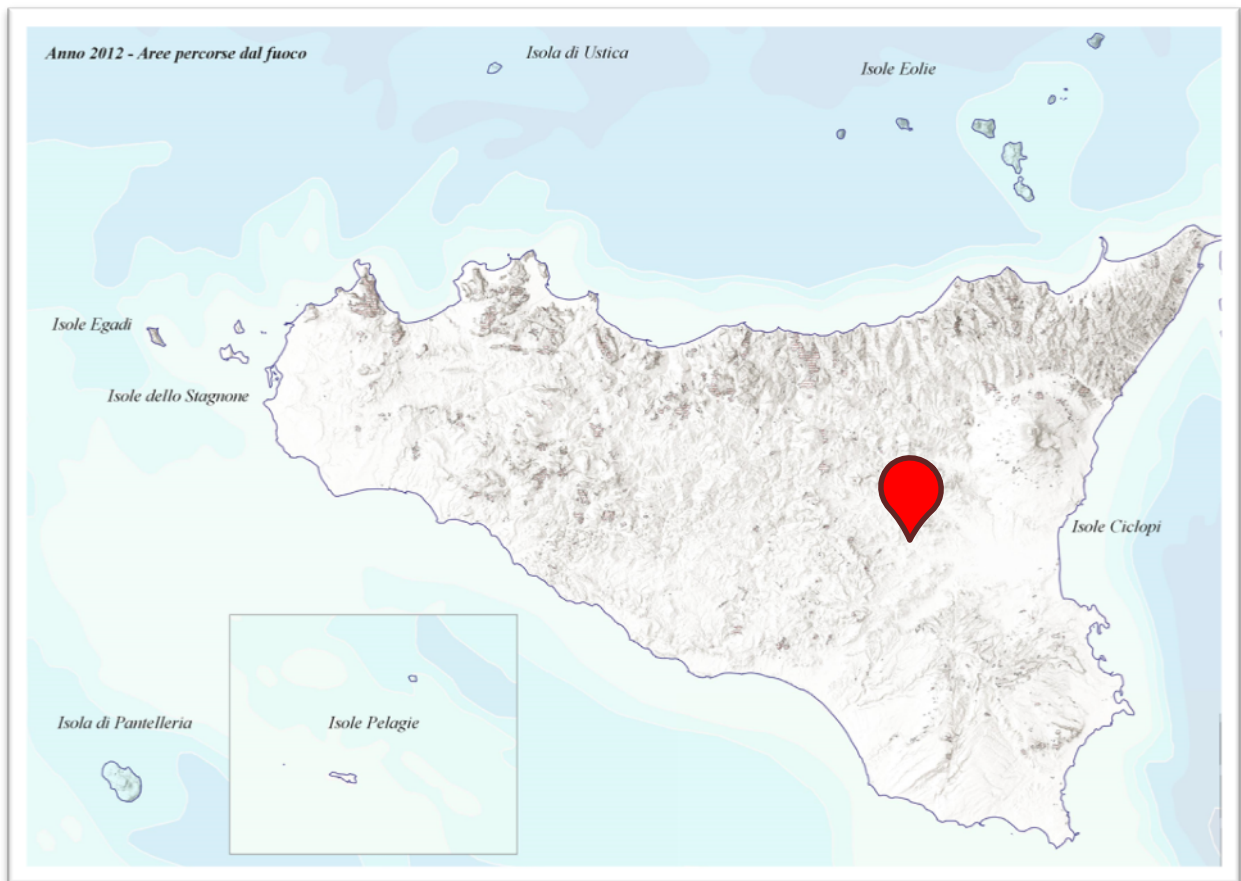 Anno 2012 - Aree percorse dal fuoco
Isola di Ustica
Isole Eolie
Isole Egadi
Isole dello Stagnone
Isole Ciclopi
Isola di Pantelleria
Isole Pelagie